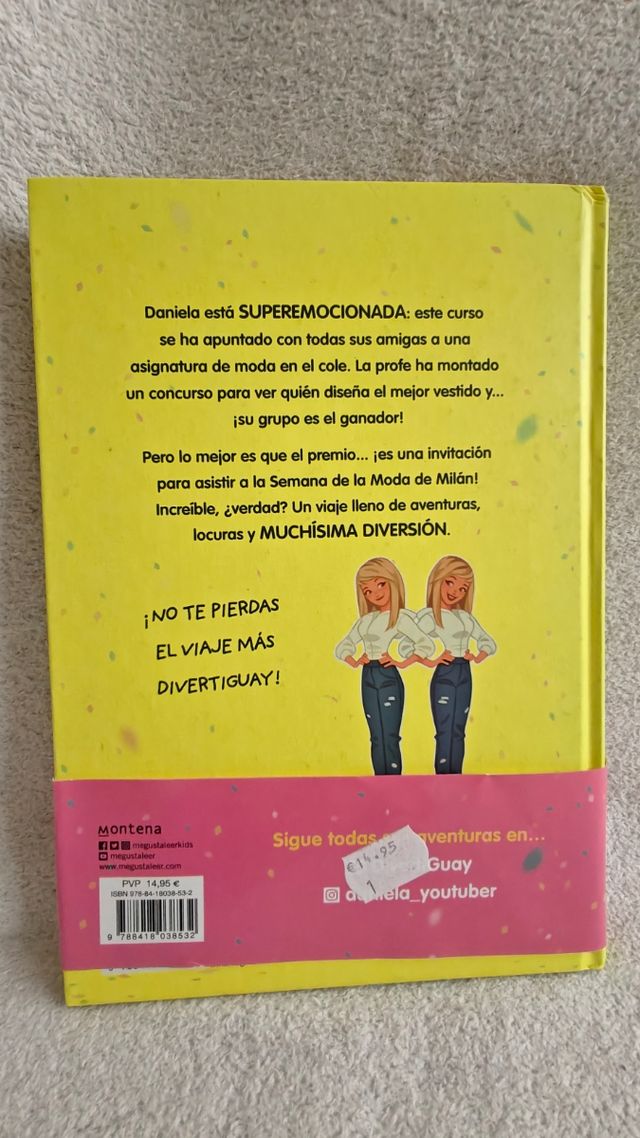 Daniela está SUPEREMOCIONADA: este curso
se ha apuntado con todas sus amigas a una
asignatura de moda en el cole. La profe ha montado
un concurso para ver quién diseña el mejor vestido y...
¡su grupo es el ganador!
Pero lo mejor es que el premio... ¡es una invitación
para asistir a la Semana de la Moda de Milán!
Increíble, ¿verdad? Un viaje lleno de aventuras,
locuras y MUCHÍSIMA DIVERSIÓN.
¡NO TE PIERDAS
EL VIAJE MÁS
DIVERTIGUAY!
Montena
megustaleerkids
megustaleer
www.megustaleer.com
PVP 14,95 €
ISBN 978-84-18038-53-2
9 788418 038532
Sigue todas aventuras en...
Guay
daniela_youtuber
€14.95
1